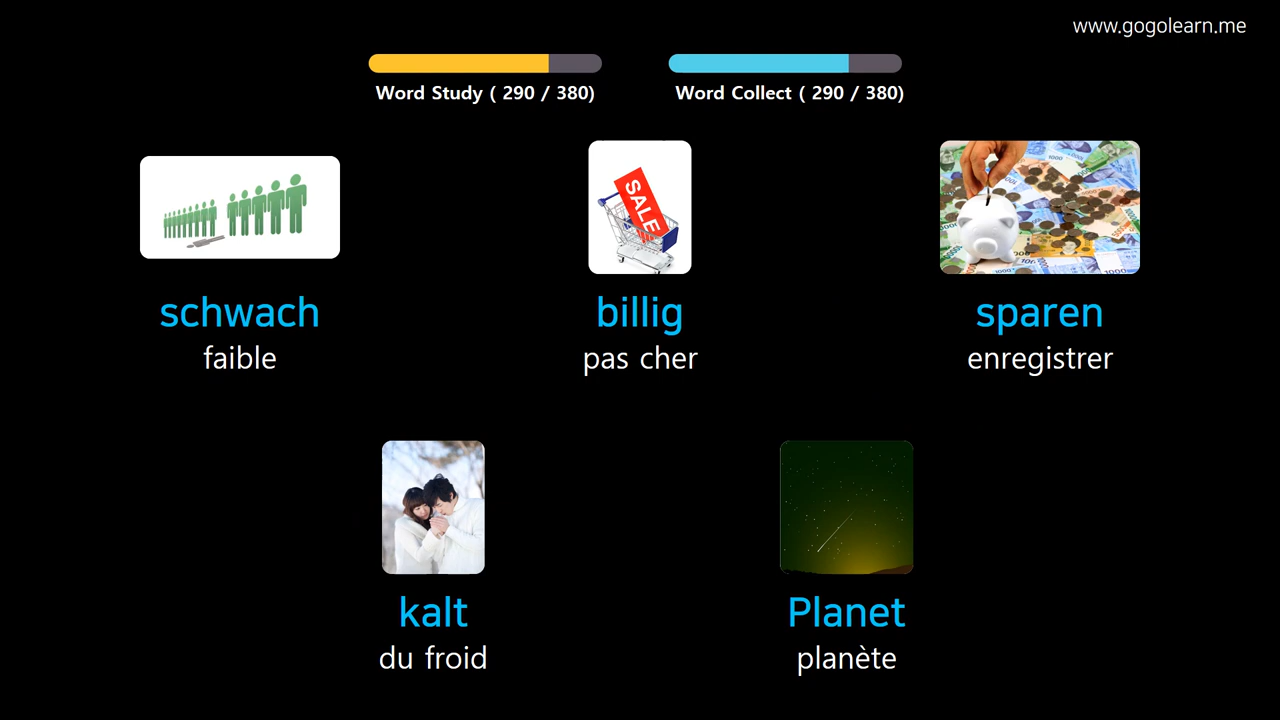 www.gogolearn.me
Word Study ( 290 / 380)
Word Collect ( 290 / 380)
SALE
schwach
faible
billig
pas cher
sparen
enregistrer
kalt
du froid
Planet
planète